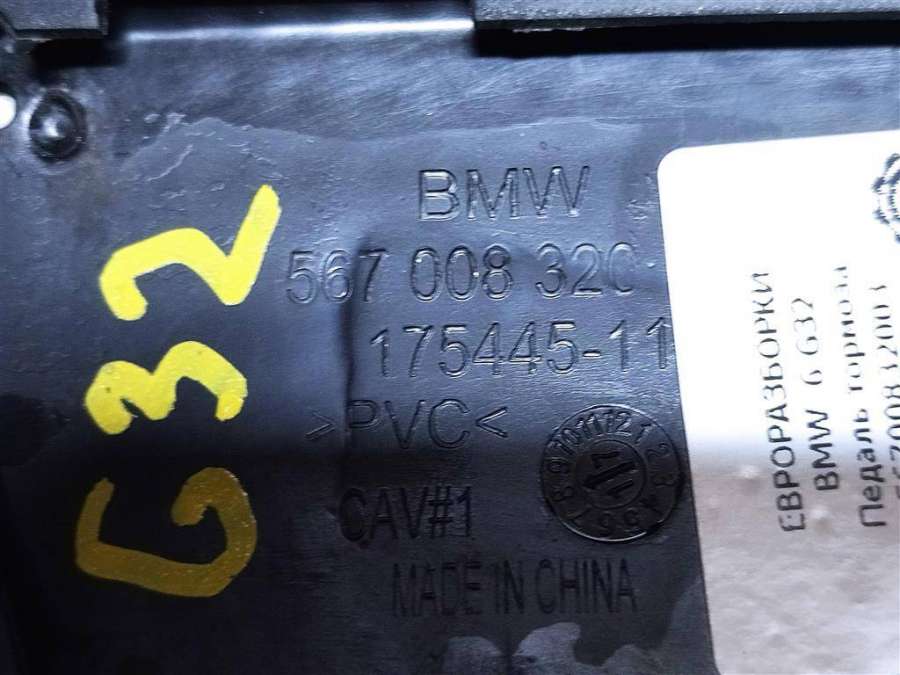 G32
BMW
567 008 320
175445-11
>PVC<
CAV#1
MADE IN CHINA
ЕВРОРАЗБОРКИ
BMW 6 G32
Педаль тормоза